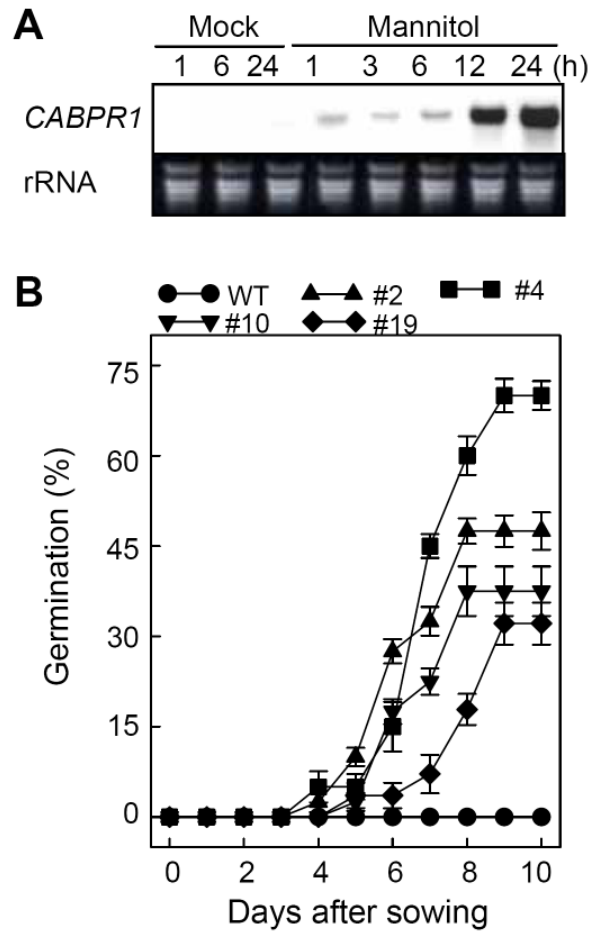 A
Mock Mannitol
1 6 24 1 3 6 12 24 (h)
CABPR1
rRNA
B
WT #2 #4
#10 #19
75
60
45
30
15
0
Germination (%)
0 2 4 6 8 10
Days after sowing